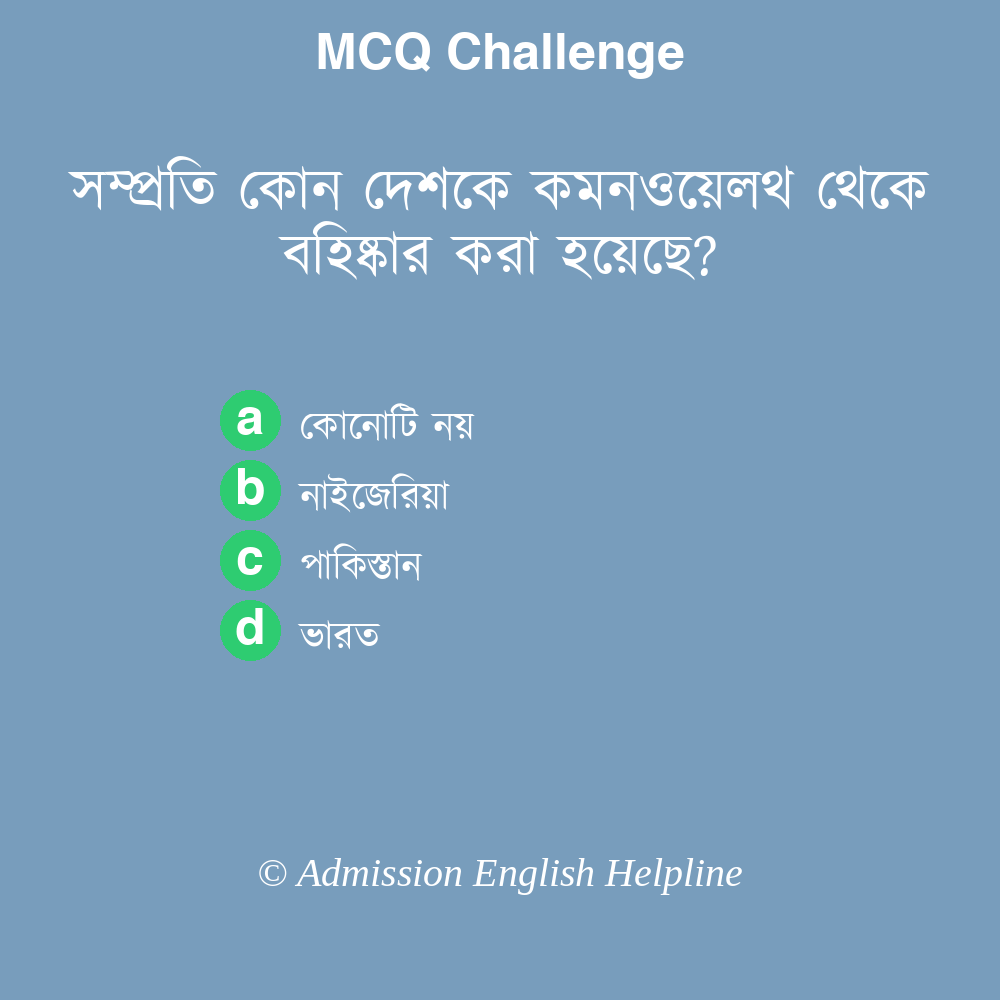 MCQ Challenge
সম্প্রতি কোন দেশকে কমনওয়েলথ থেকে
বহিষ্কার করা হয়েছে?
a কোনোটি নয়
b নাইজেরিয়া
c পাকিস্তান
d ভারত
© Admission English Helpline